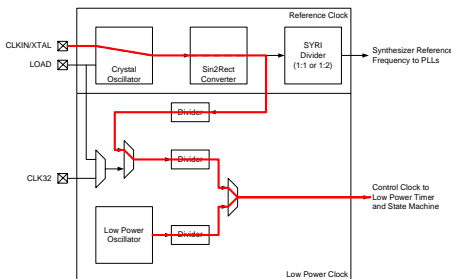 Reference Clock
CLKIN/XTAL
LOAD
Crystal
Oscillator
Sin2Rect
Converter
SYRI
Divider
(1:1 or 1:2)
Synthesizer Reference
Frequency to PLLs
Divider
Divider
CLK32
Control Clock to
Low Power Timer
and State Machine
Low Power
Oscillator
Divider
Low Power Clock